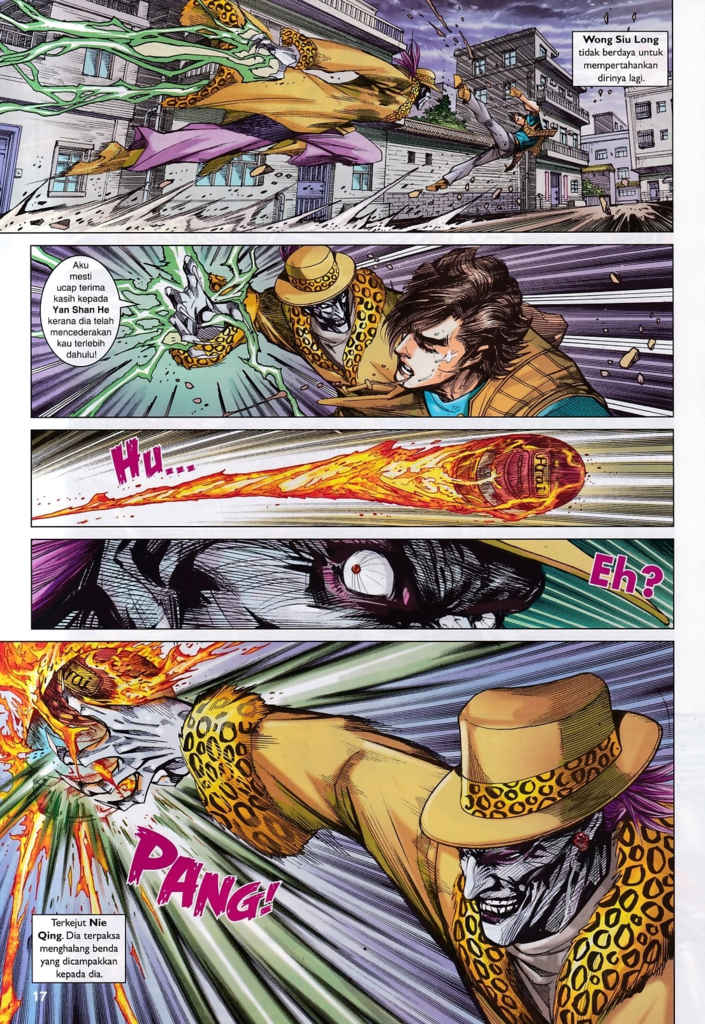 Wong Siu Long
tidak berdaya untuk
mempertahankan
dirinya lagi.
Aku
mesti
ucap terima
kasih kepada
Yan Shan He
kerana dia telah
mencederakan
kau terlebih
dahulu!
Hu...
Arai
Eh?
rai
PANG!
Terkejut Nie
Qing. Dia terpaksa
menghalang benda
yang dicampakkan
kepada dia.
17